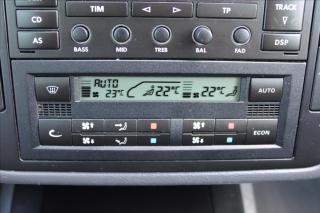 TIM
TP
TRACK
CD
AS
DSP
BASS MID TREB BAL FAD
AUTO
23°C 22°C 22°C
AUTO
ECON